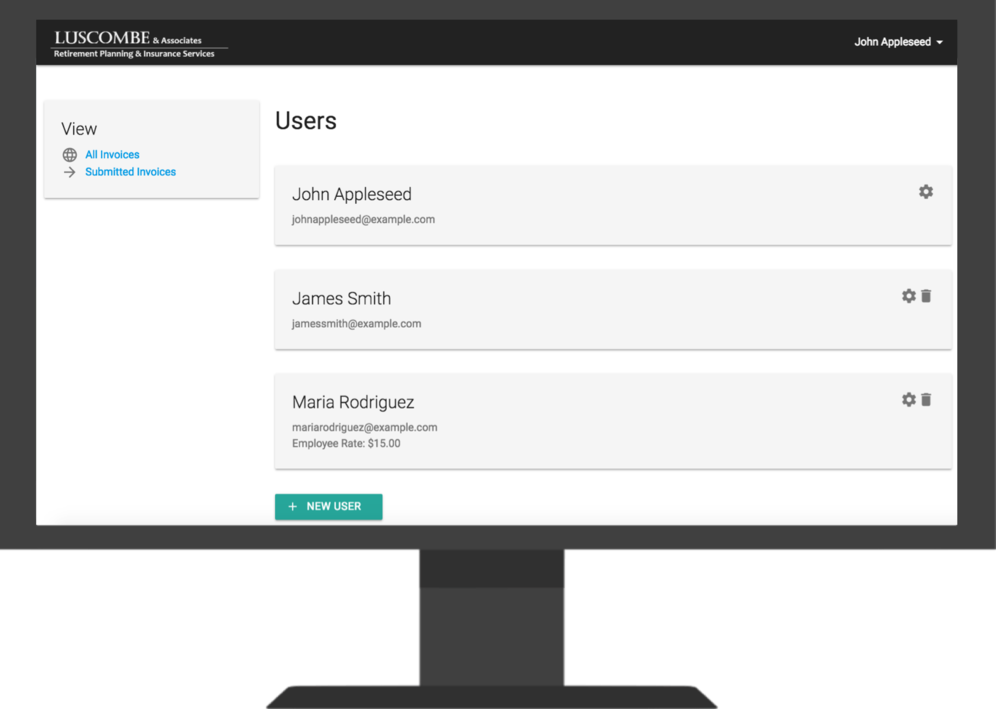 LUSCOMBE & Associates
Retirement Planning & Insurance Services
John Appleseed
View
All Invoices
Submitted Invoices
Users
John Appleseed
johnappleseed@example.com
James Smith
jamessmith@example.com
Maria Rodriguez
mariarodriguez@example.com
Employee Rate: $15.00
+ NEW USER